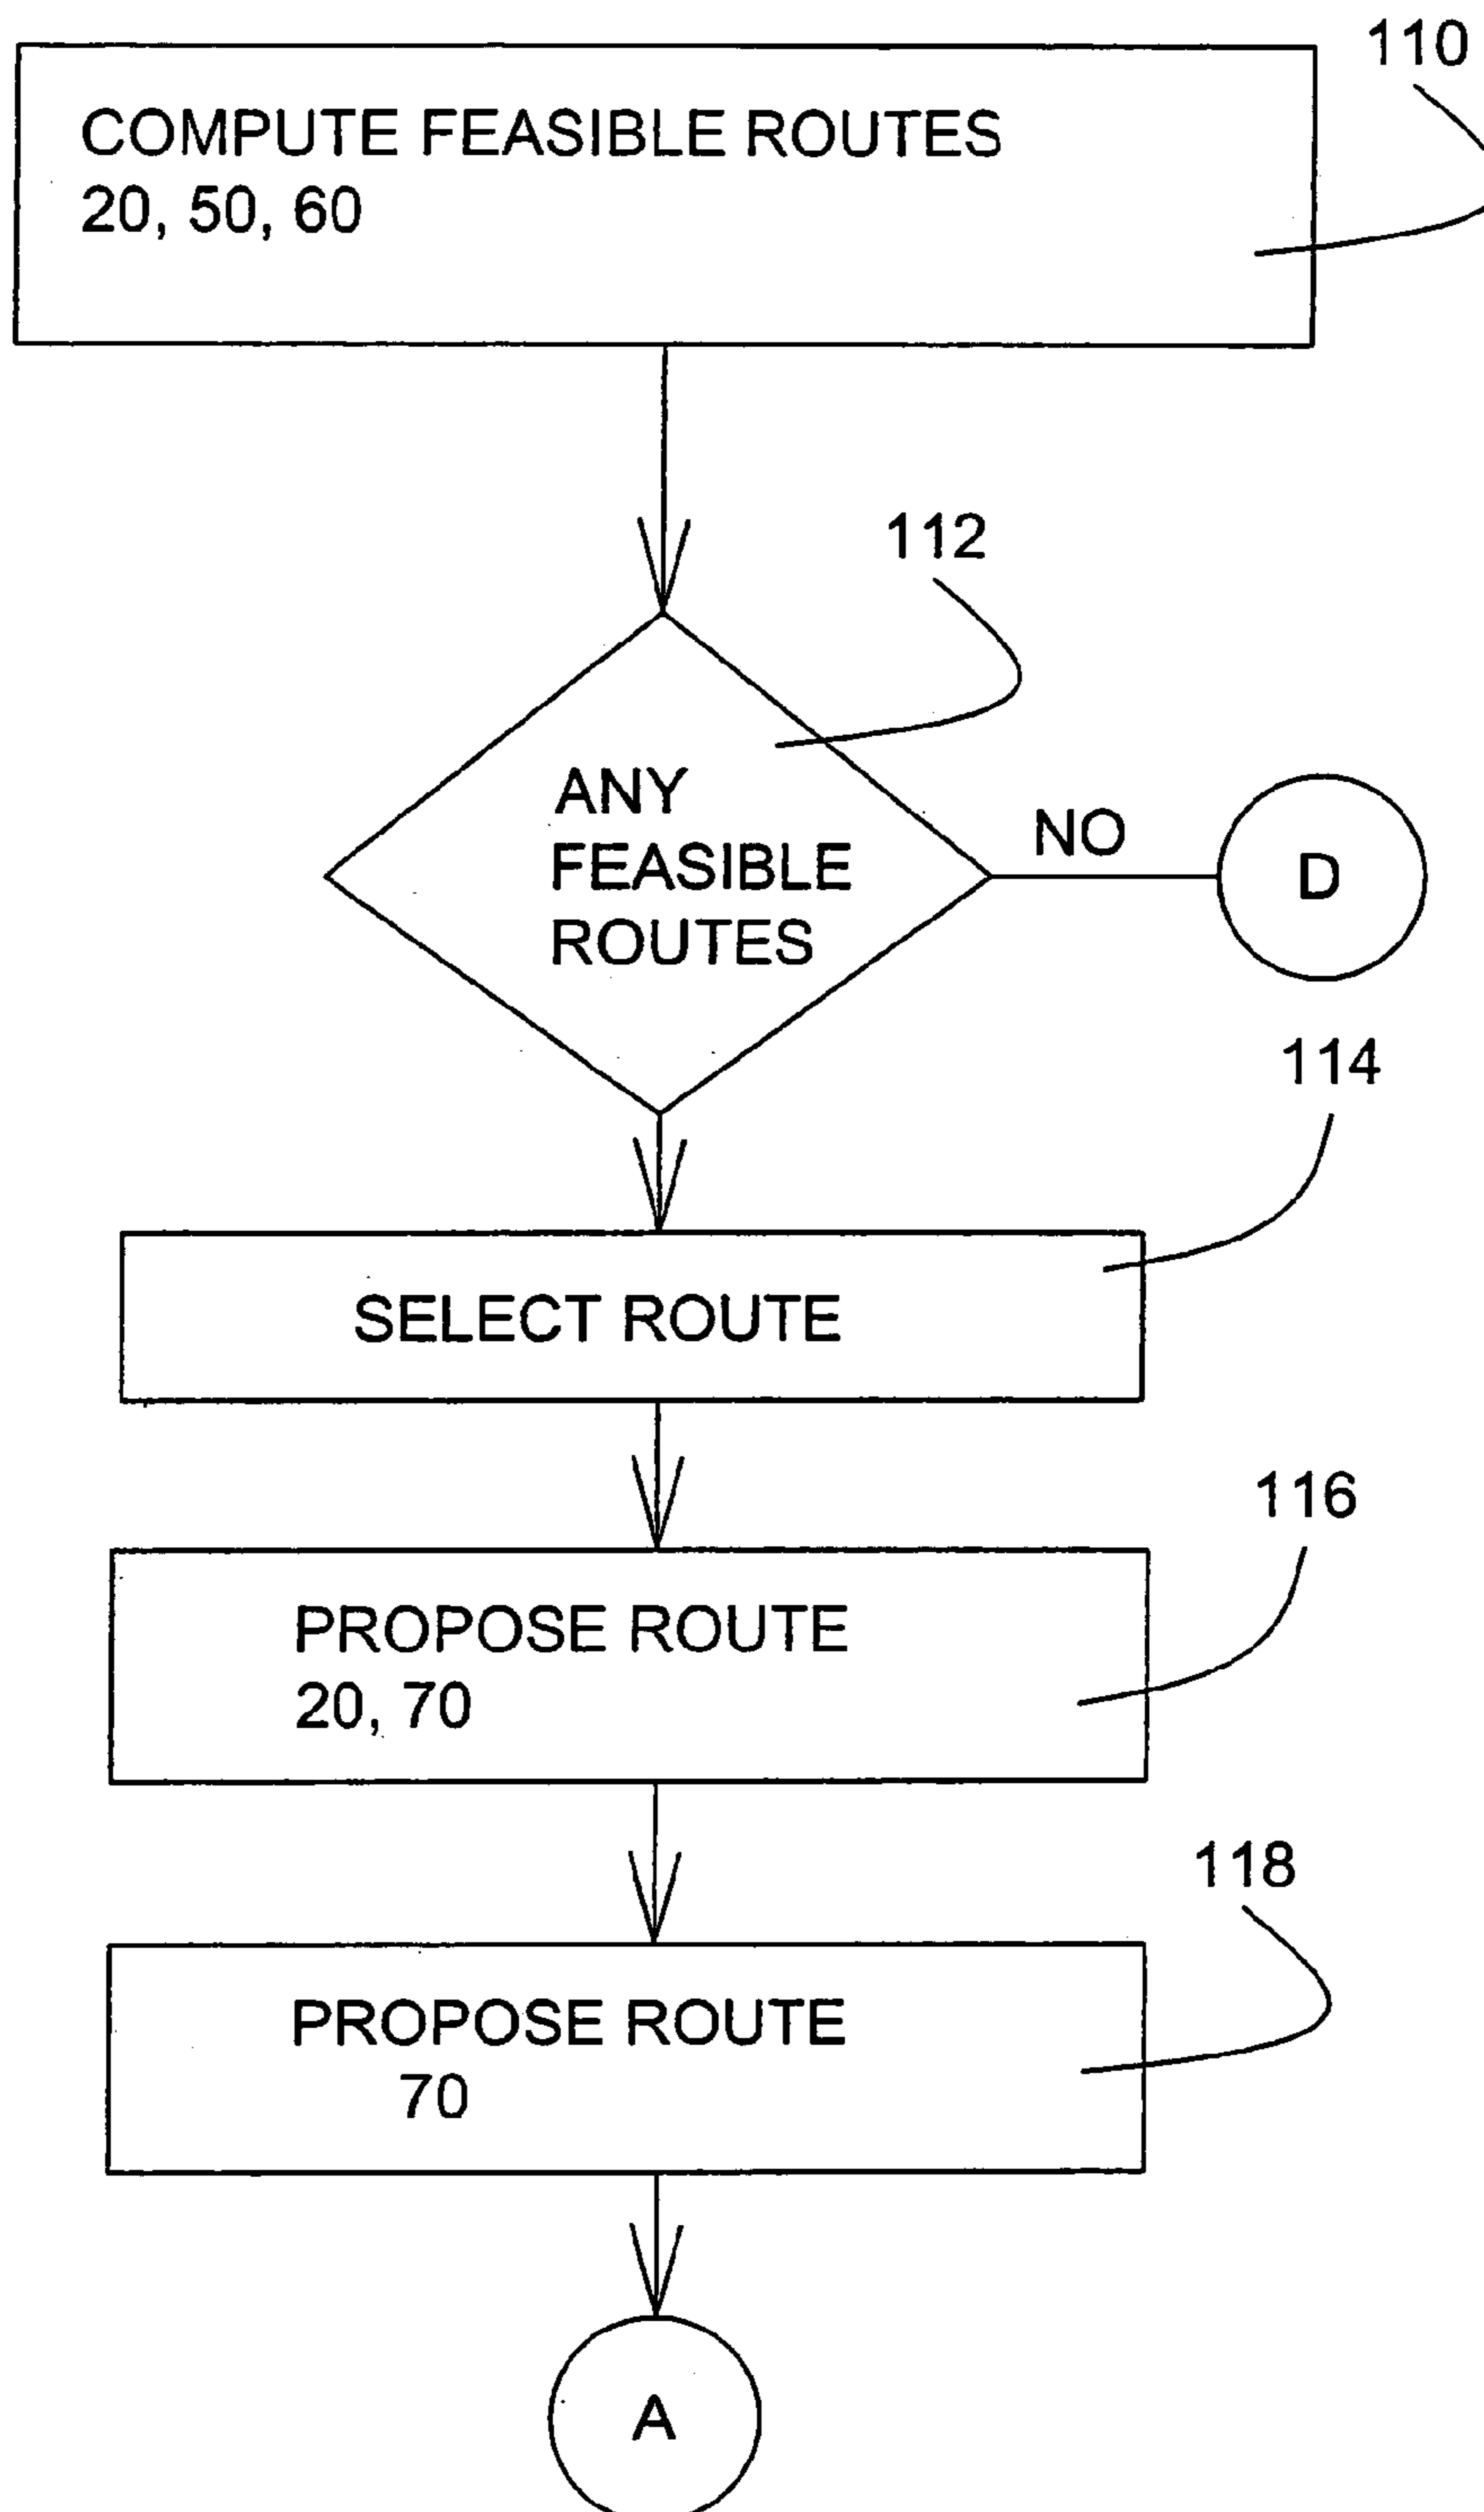 110
COMPUTE FEASIBLE ROUTES
20, 50, 60
112
ANY
FEASIBLE
ROUTES
NO
D
114
SELECT ROUTE
116
PROPOSE ROUTE
20, 70
118
PROPOSE ROUTE
70
A